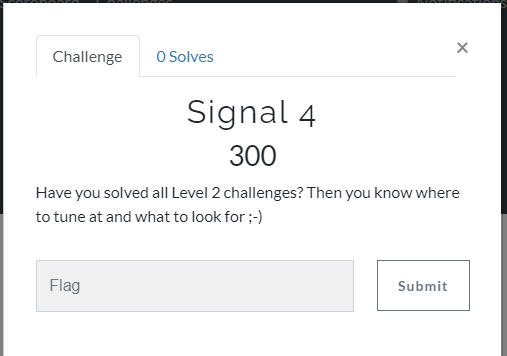 Challenge
0 Solves
×
Signal 4
300
Have you solved all Level 2 challenges? Then you know where
to tune at and what to look for ;-)
Flag
Submit